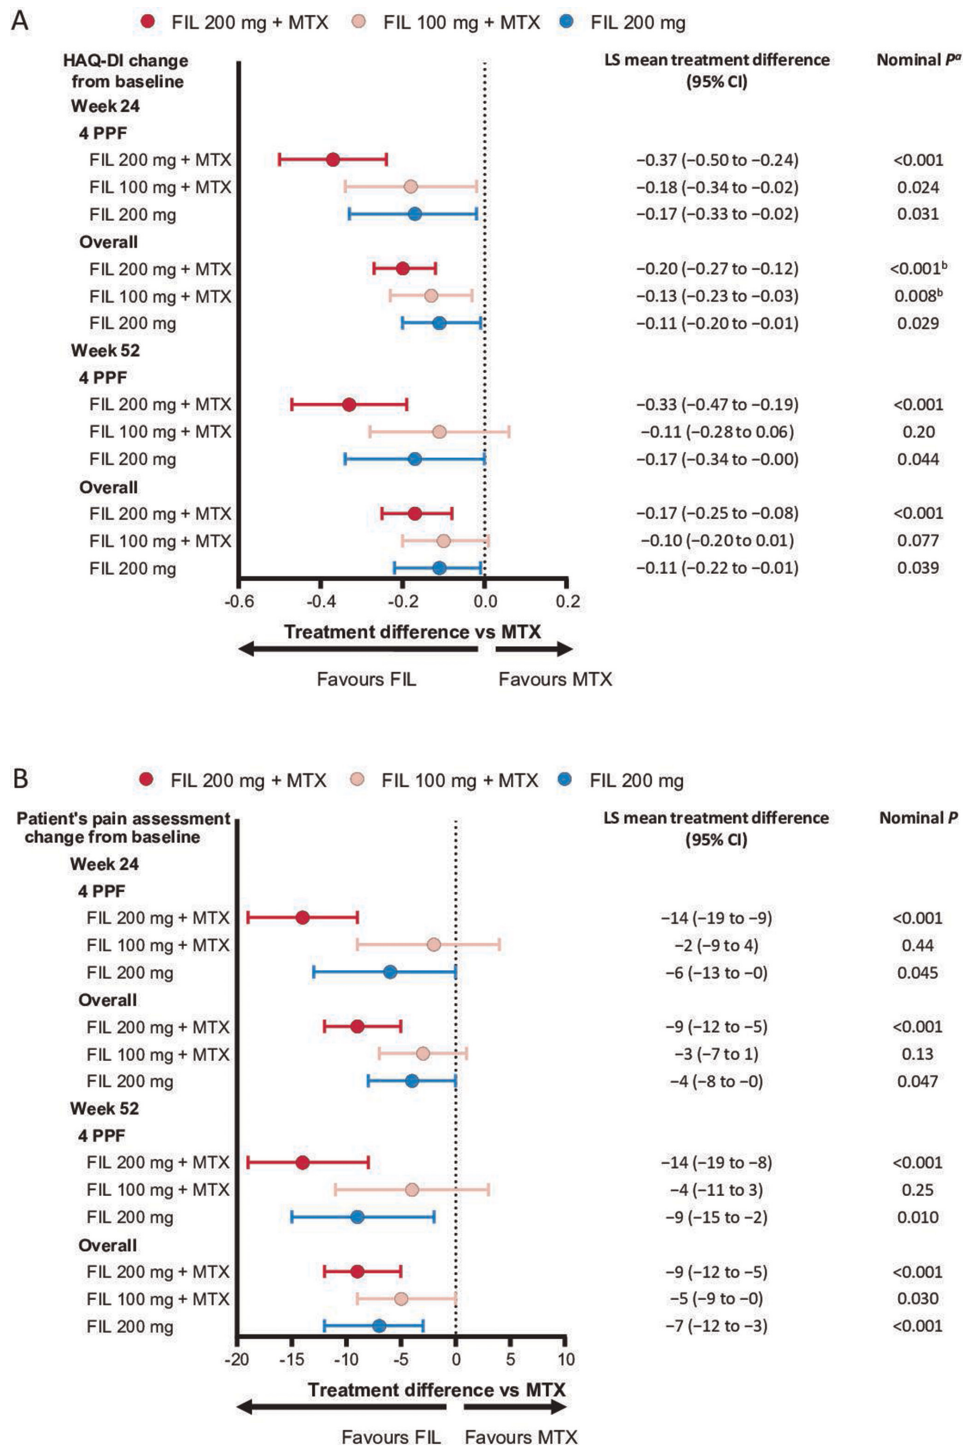 A
FIL 200 mg + MTX FIL 100 mg + MTX FIL 200 mg
HAQ-DI change from baseline LS mean treatment difference (95% CI) Nominal Pᵃ
Week 24
4 PPF
FIL 200 mg + MTX −0.37 (−0.50 to −0.24) <0.001
FIL 100 mg + MTX −0.18 (−0.34 to −0.02) 0.024
FIL 200 mg −0.17 (−0.33 to −0.02) 0.031
Overall
FIL 200 mg + MTX −0.20 (−0.27 to −0.12) <0.001ᵇ
FIL 100 mg + MTX −0.13 (−0.23 to −0.03) 0.008ᵇ
FIL 200 mg −0.11 (−0.20 to −0.01) 0.029
Week 52
4 PPF
FIL 200 mg + MTX −0.33 (−0.47 to −0.19) <0.001
FIL 100 mg + MTX −0.11 (−0.28 to 0.06) 0.20
FIL 200 mg −0.17 (−0.34 to −0.00) 0.044
Overall
FIL 200 mg + MTX −0.17 (−0.25 to −0.08) <0.001
FIL 100 mg + MTX −0.10 (−0.20 to 0.01) 0.077
FIL 200 mg −0.11 (−0.22 to −0.01) 0.039
-0.6 -0.4 -0.2 0.0 0.2
Treatment difference vs MTX
Favours FIL Favours MTX
B
FIL 200 mg + MTX FIL 100 mg + MTX FIL 200 mg
Patient's pain assessment change from baseline LS mean treatment difference (95% CI) Nominal P
Week 24
4 PPF
FIL 200 mg + MTX −14 (−19 to −9) <0.001
FIL 100 mg + MTX −2 (−9 to 4) 0.44
FIL 200 mg −6 (−13 to −0) 0.045
Overall
FIL 200 mg + MTX −9 (−12 to −5) <0.001
FIL 100 mg + MTX −3 (−7 to 1) 0.13
FIL 200 mg −4 (−8 to −0) 0.047
Week 52
4 PPF
FIL 200 mg + MTX −14 (−19 to −8) <0.001
FIL 100 mg + MTX −4 (−11 to 3) 0.25
FIL 200 mg −9 (−15 to −2) 0.010
Overall
FIL 200 mg + MTX −9 (−12 to −5) <0.001
FIL 100 mg + MTX −5 (−9 to −0) 0.030
FIL 200 mg −7 (−12 to −3) <0.001
-20 -15 -10 -5 0 5 10
Treatment difference vs MTX
Favours FIL Favours MTX